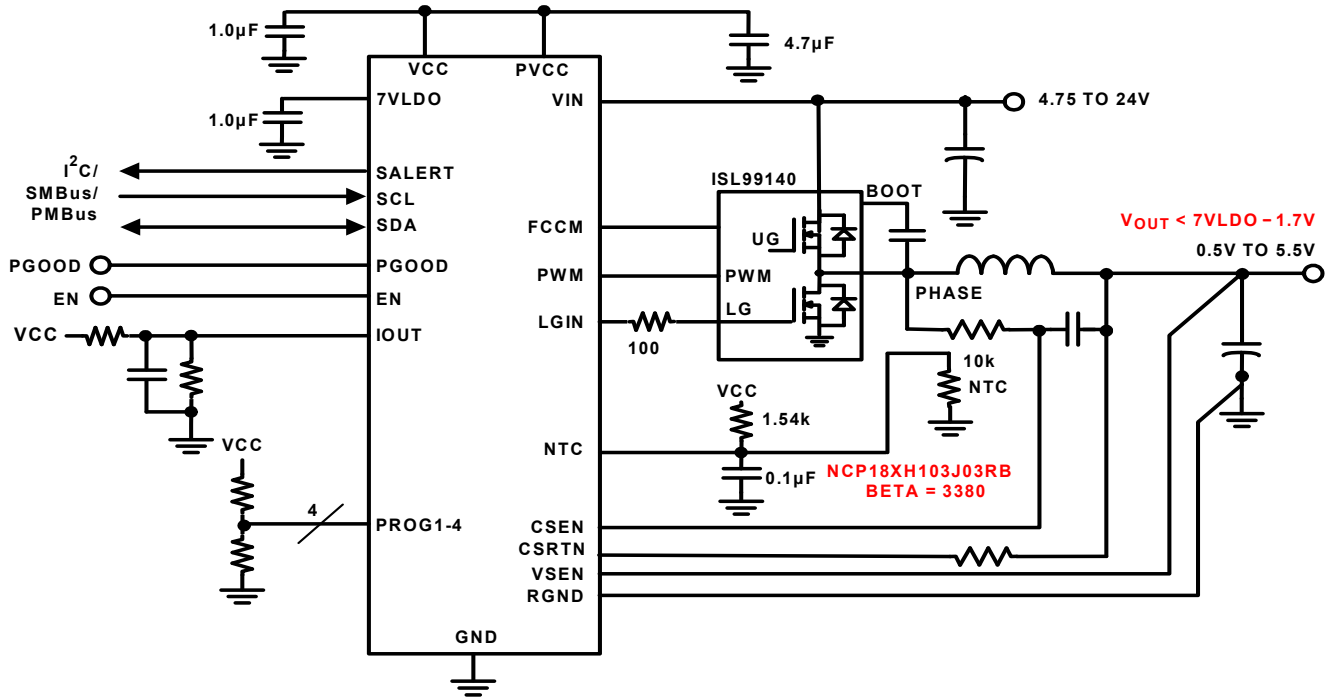 1.0µF
4.7µF
VCC
PVCC
7VLDO
VIN
4.75 TO 24V
1.0µF
I²C/
SMBus/
PMBus
SALERT
SCL
SDA
ISL99140
BOOT
FCCM
UG
VOUT < 7VLDO – 1.7V
0.5V TO 5.5V
PGOOD
PGOOD
PWM
PWM
PHASE
EN
EN
LGIN
LG
100
VCC
IOUT
10k
NTC
VCC
1.54k
NTC
0.1µF
NCP18XH103J03RB
BETA = 3380
VCC
4
PROG1-4
CSEN
CSRTN
VSEN
RGND
GND